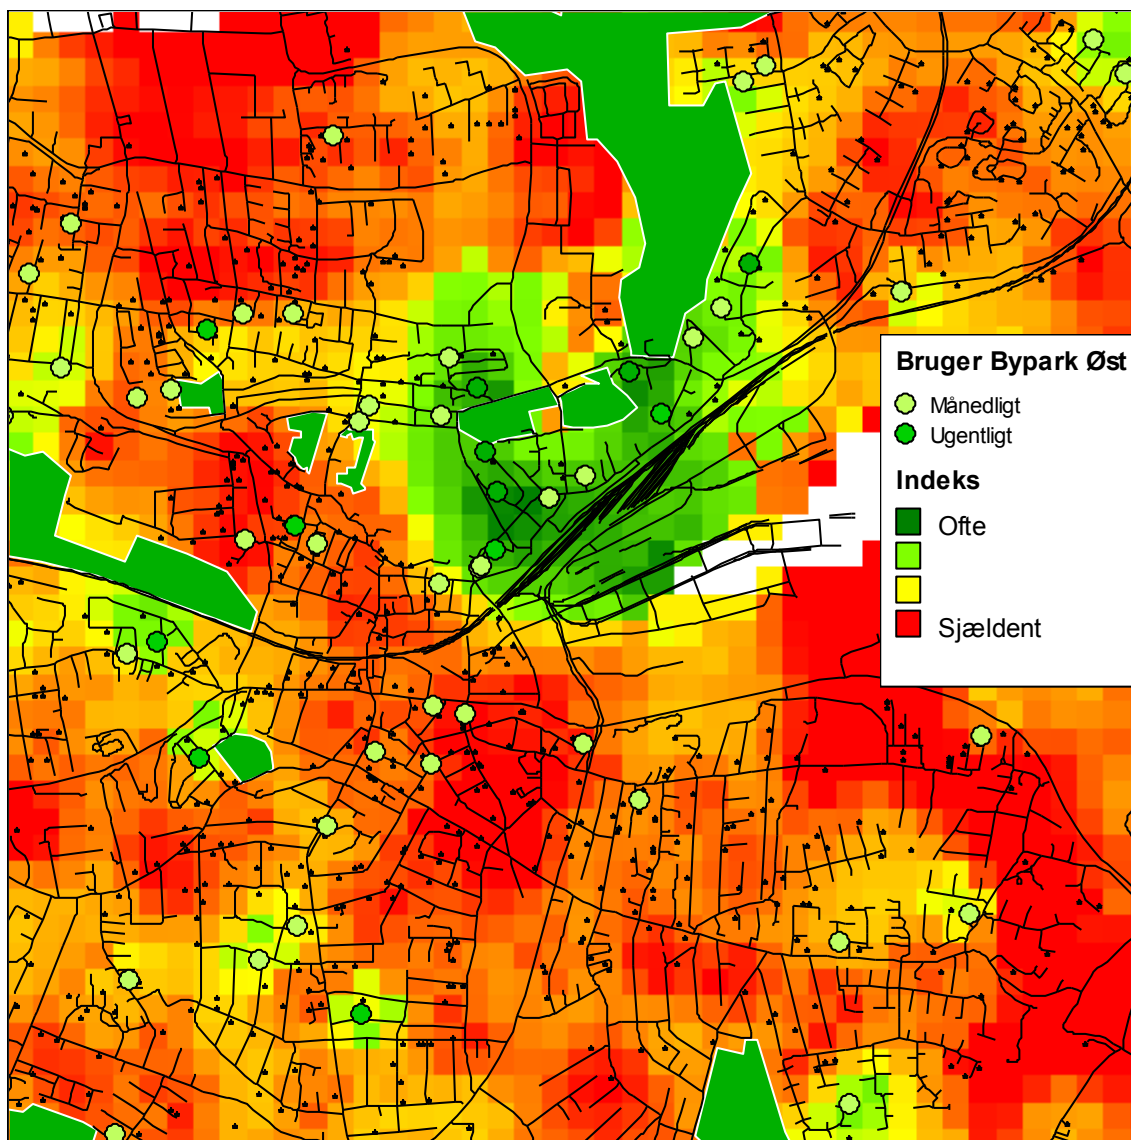 Bruger Bypark Øst
Månedligt
Ugentligt
Indeks
Ofte
Sjældent